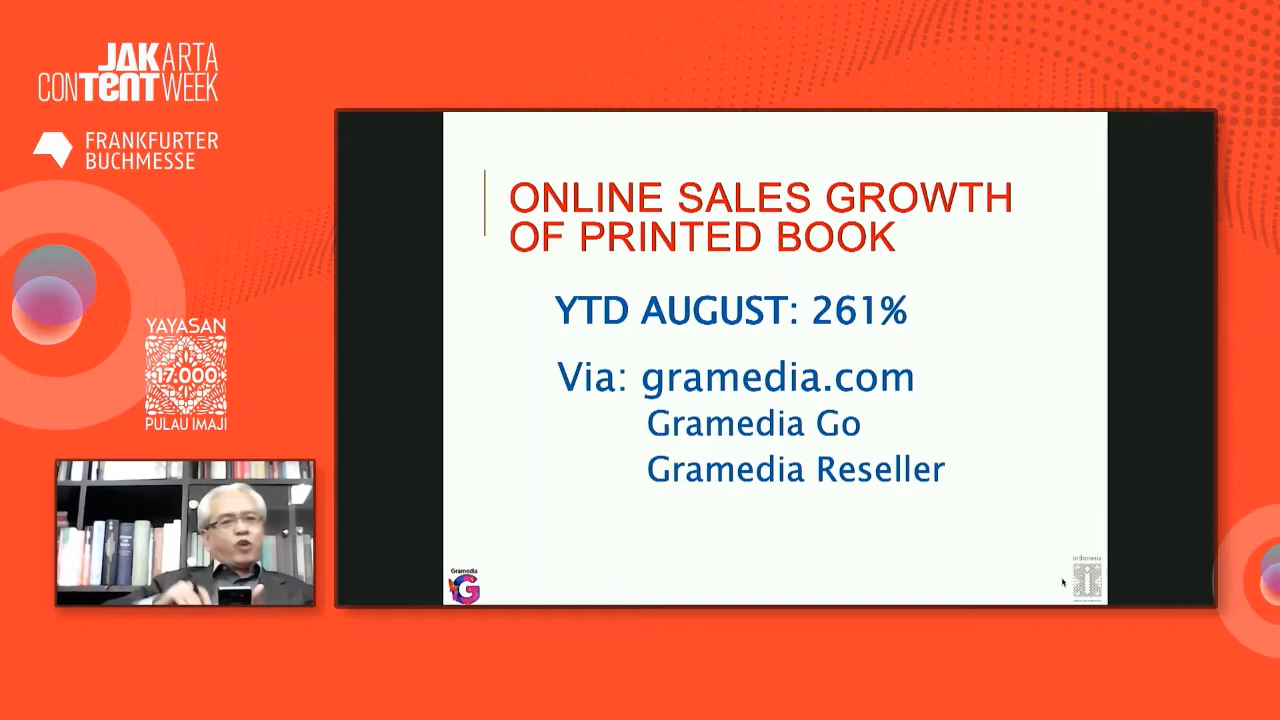 JAKARTA
CONTENT WEEK
FRANKFURTER
BUCHMESSE
YAYASAN
17.000
PULAU IMAJI
ONLINE SALES GROWTH
OF PRINTED BOOK
YTD AUGUST: 261%
Via: gramedia.com
Gramedia Go
Gramedia Reseller
Gramedia
G
indonesia
i